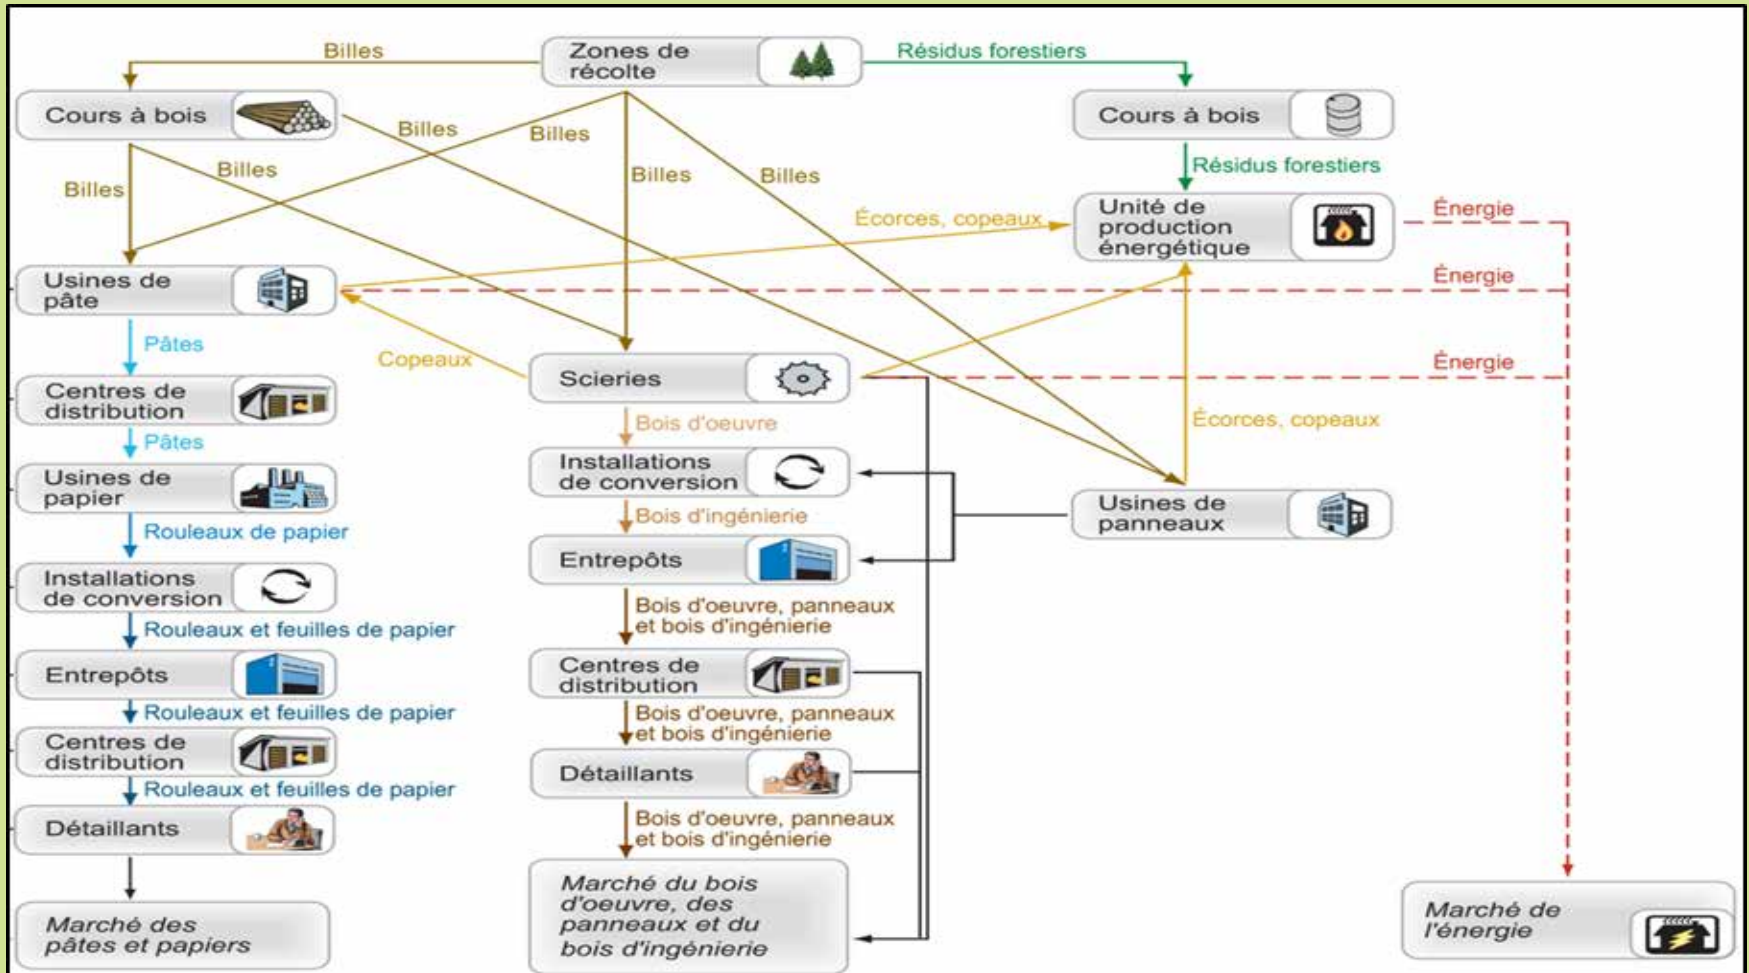 Billes
Zones de
récolte
Résidus forestiers
Cours à bois
Billes
Billes
Cours à bois
Billes
Billes
Billes
Billes
Résidus forestiers
Unité de
production
énergétique
Écorces, copeaux
Énergie
Usines de
pâte
Énergie
Pâtes
Copeaux
Scieries
Énergie
Centres de
distribution
Bois d'oeuvre
Écorces, copeaux
Pâtes
Installations
de conversion
Usines de
papier
Bois d'ingénierie
Usines de
panneaux
Rouleaux de papier
Entrepôts
Installations
de conversion
Bois d'oeuvre, panneaux
et bois d'ingénierie
Rouleaux et feuilles de papier
Entrepôts
Centres de
distribution
Rouleaux et feuilles de papier
Bois d'oeuvre, panneaux
et bois d'ingénierie
Centres de
distribution
Détaillants
Rouleaux et feuilles de papier
Bois d'oeuvre, panneaux
et bois d'ingénierie
Détaillants
Marché du bois
d'oeuvre, des
panneaux et du
bois d'ingénierie
Marché des
pâtes et papiers
Marché de
l'énergie